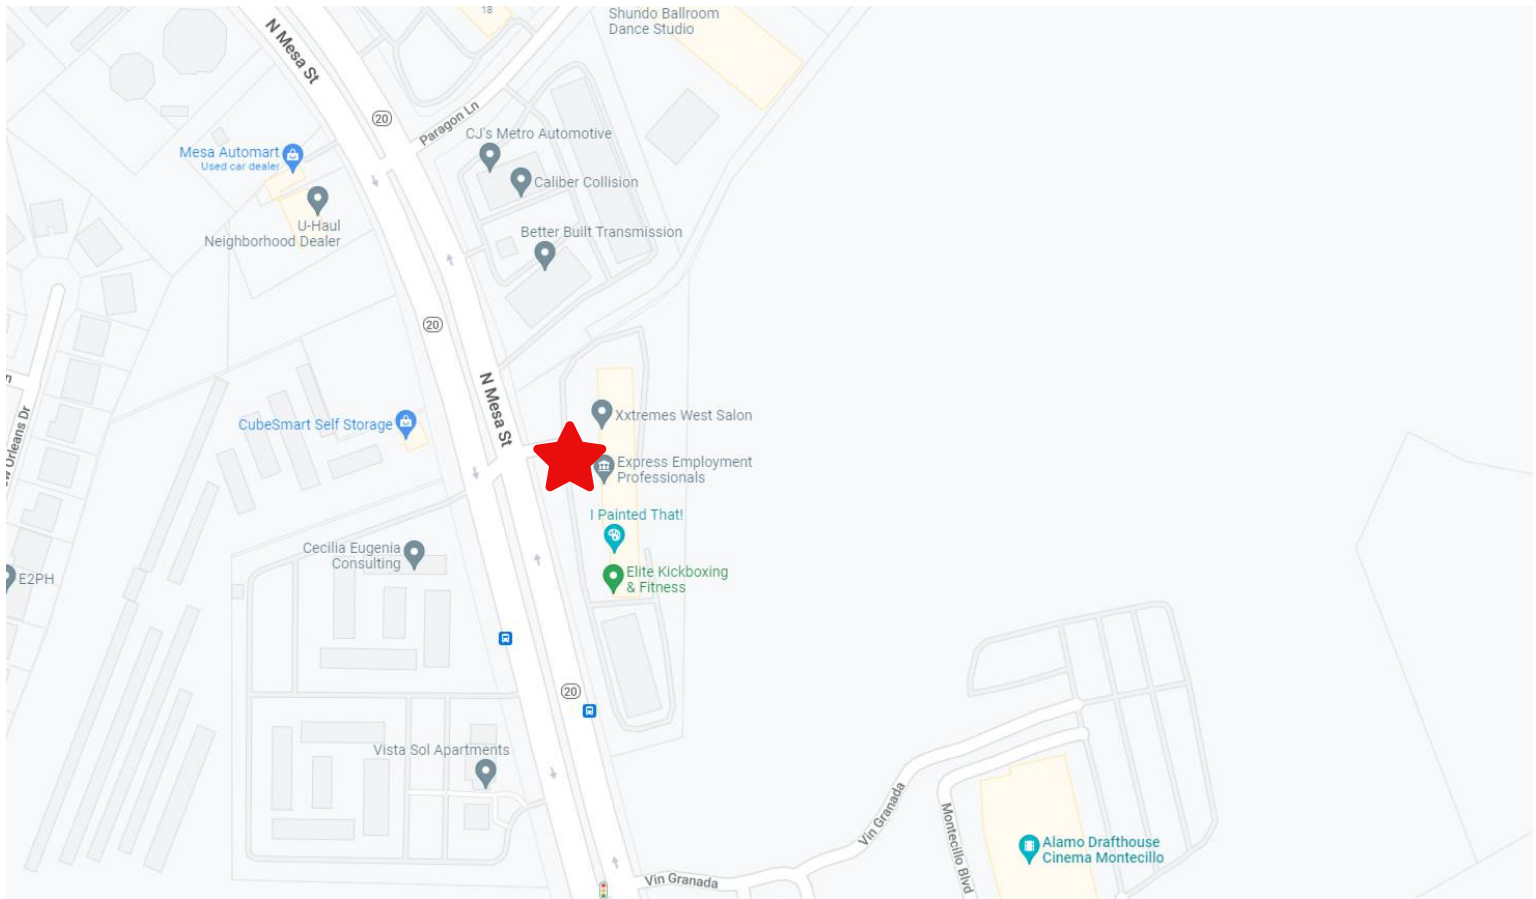 18
Shundo Ballroom
Dance Studio
N Mesa St
20
Paragon Ln
CJ's Metro Automotive
Mesa Automart
Used car dealer
Caliber Collision
U-Haul
Neighborhood Dealer
Better Built Transmission
20
N Mesa St
Xxtremes West Salon
CubeSmart Self Storage
Express Employment
Professionals
w Orleans Dr
I Painted That!
Cecilia Eugenia
Consulting
E2PH
Elite Kickboxing
& Fitness
20
Vista Sol Apartments
Vin Granada
Montecillo Blvd
Alamo Drafthouse
Cinema Montecillo
Vin Granada